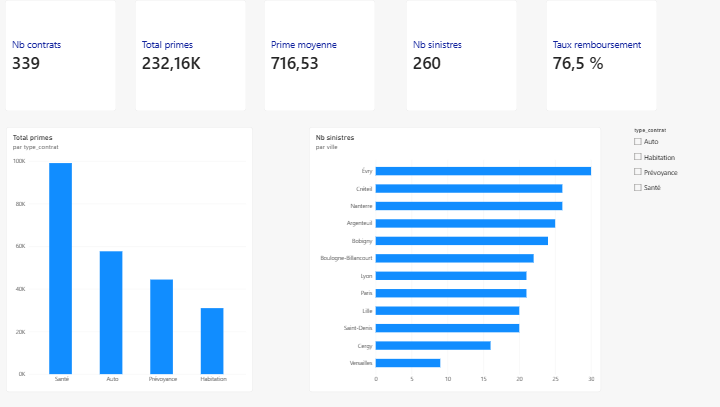 Nb contrats
339
Total primes
232,16K
Prime moyenne
716,53
Nb sinistres
260
Taux remboursement
76,5 %
Total primes
par type_contrat
100K
80K
60K
40K
20K
0K
Santé
Auto
Prévoyance
Habitation
Nb sinistres
par ville
Évry
Créteil
Nanterre
Argenteuil
Bobigny
Boulogne-Billancourt
Lyon
Paris
Lille
Saint-Denis
Cergy
Versailles
0
5
10
15
20
25
30
type_contrat
Auto
Habitation
Prévoyance
Santé